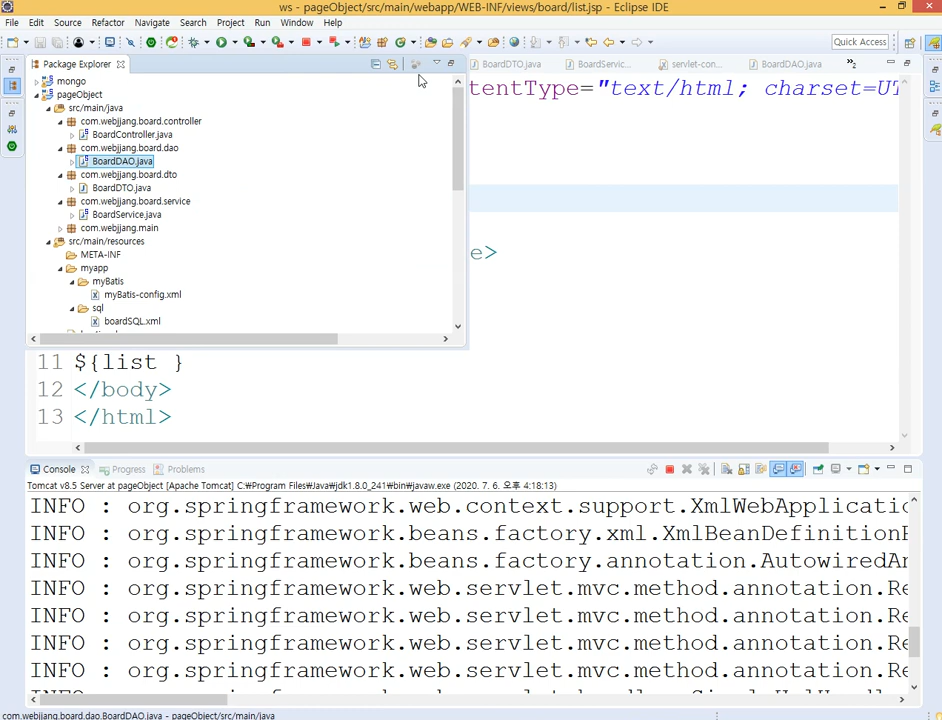 ws - pageObject/src/main/webapp/WEB-INF/views/board/list.jsp - Eclipse IDE
File Edit Source Refactor Navigate Search Project Run Window Help
Quick Access
Package Explorer
BoardDTO.java BoardServic... servlet-con... BoardDAO.java
mongo
pageObject
src/main/java
com.webjjang.board.controller
BoardController.java
com.webjjang.board.dao
BoardDAO.java
com.webjjang.board.dto
BoardDTO.java
com.webjjang.board.service
BoardService.java
com.webjjang.main
src/main/resources
META-INF
myapp
myBatis
myBatis-config.xml
sql
boardSQL.xml
tentType="text/html; charset=UT
e>
11 ${list }
12 </body>
13 </html>
Console Progress Problems
Tomcat v8.5 Server at pageObject [Apache Tomcat] C:₩Program Files₩Java₩jdk1.8.0_241₩bin₩javaw.exe (2020. 7. 6. 오후 4:18:13)
INFO : org.springframework.web.context.support.XmlWebApplicatio
INFO : org.springframework.beans.factory.xml.XmlBeanDefinitionR
INFO : org.springframework.beans.factory.annotation.AutowiredAn
INFO : org.springframework.web.servlet.mvc.method.annotation.Re
INFO : org.springframework.web.servlet.mvc.method.annotation.Re
INFO : org.springframework.web.servlet.mvc.method.annotation.Re
INFO : org.springframework.web.servlet.mvc.method.annotation.Re
com.webjjang.board.dao.BoardDAO.java - pageObject/src/main/java